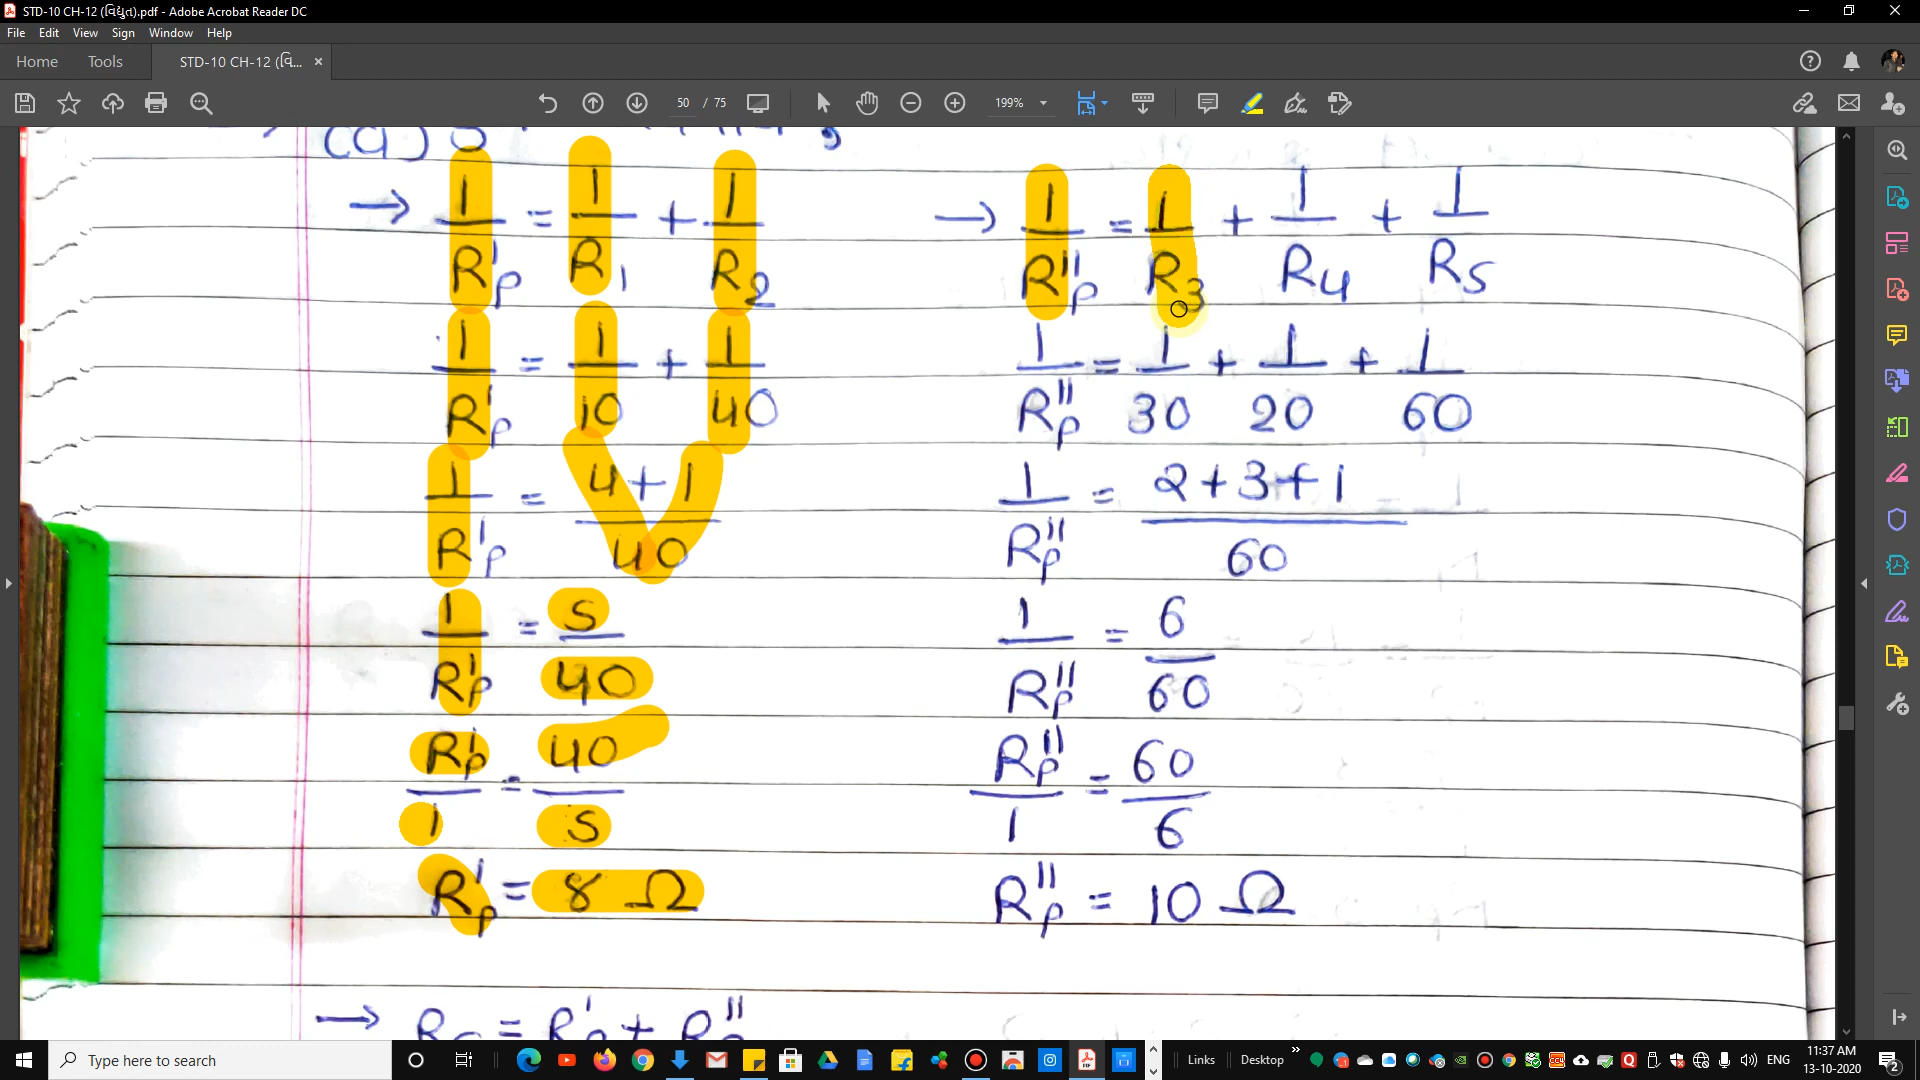 STD-10 CH-12 (વિદ્યુત).pdf - Adobe Acrobat Reader DC
File Edit View Sign Window Help
Home Tools STD-10 CH-12 (વિ... ×
50 / 75 199%
(a)
→ 1/R'p = 1/R1 + 1/R2
1/R'p = 1/10 + 1/40
1/R'p = 4+1/40
1/R'p = 5/40
R'p/1 = 40/5
R'p = 8 Ω
→ 1/R''p = 1/R3 + 1/R4 + 1/R5
1/R''p = 1/30 + 1/20 + 1/60
1/R''p = 2+3+1/60
1/R''p = 6/60
R''p/1 = 60/6
R''p = 10 Ω
→ = R'p + R''p
Type here to search
Links Desktop » ENG
11:37 AM
13-10-2020
2